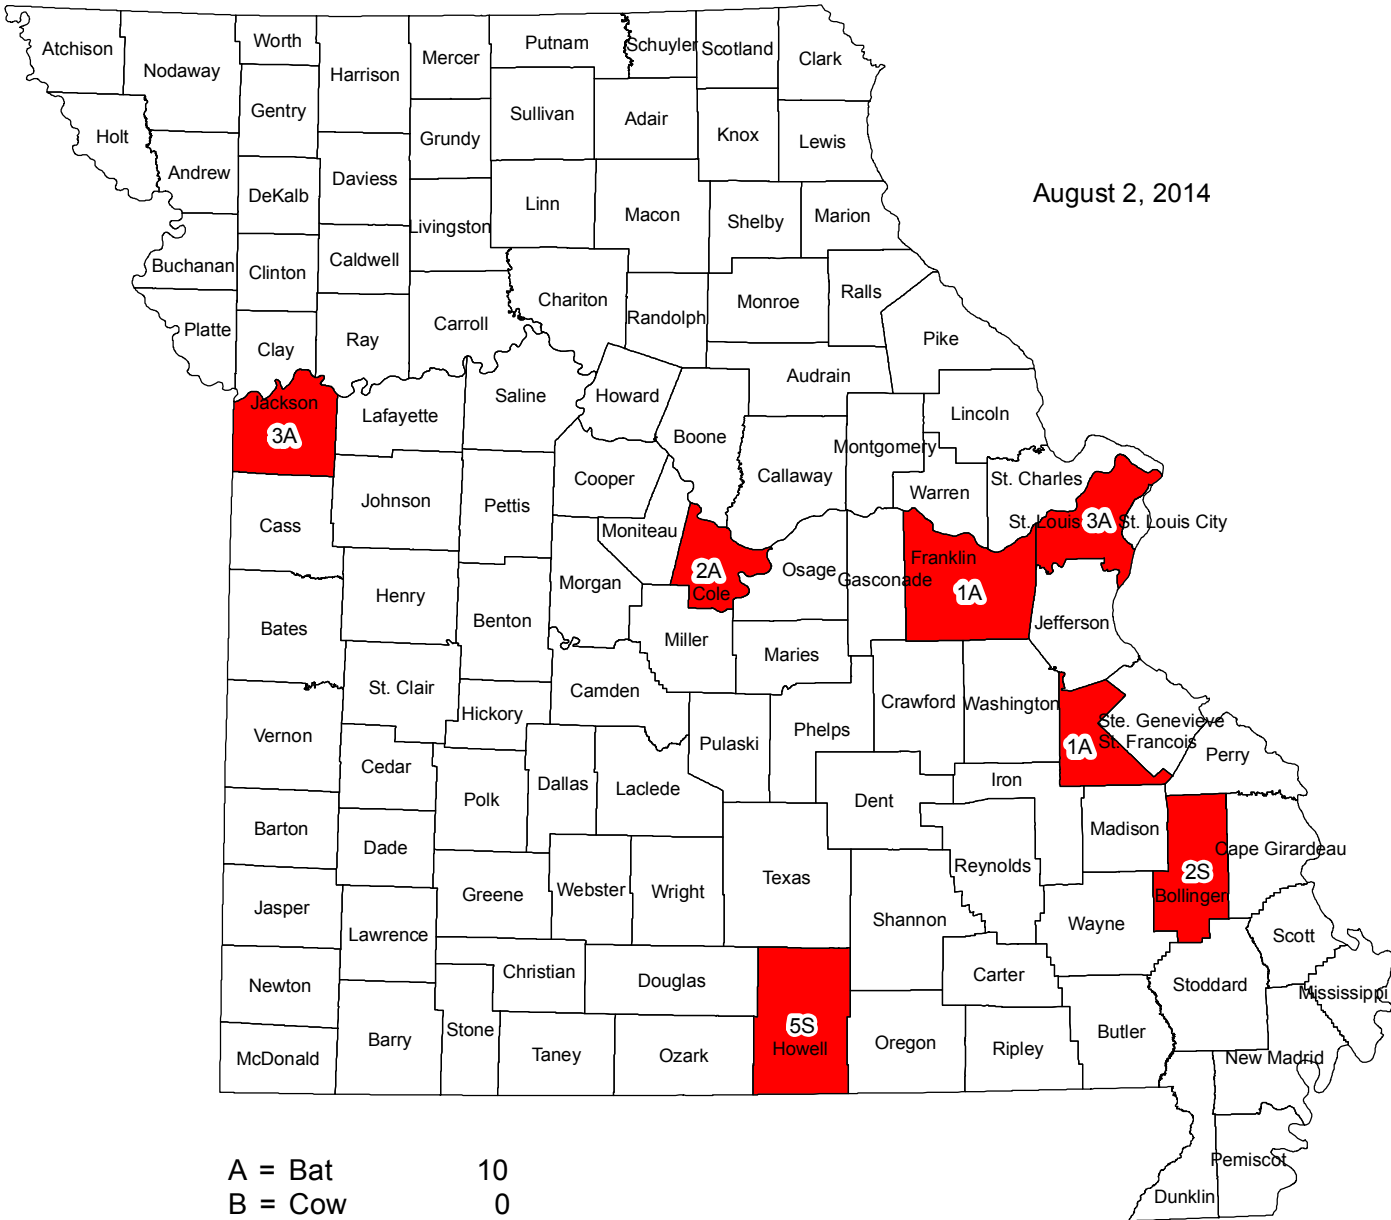 Atchison
Nodaway
Worth
Harrison
Mercer
Putnam
Schuyler
Scotland
Clark
Gentry
Sullivan
Adair
Knox
Lewis
Holt
Andrew
DeKalb
Daviess
Grundy
Livingston
Linn
Macon
Shelby
Marion
August 2, 2014
Buchanan
Clinton
Caldwell
Chariton
Randolph
Monroe
Ralls
Platte
Clay
Ray
Carroll
Pike
Jackson
3A
Lafayette
Saline
Howard
Boone
Audrain
Callaway
Montgomery
Lincoln
Warren
St. Charles
Cass
Johnson
Pettis
Cooper
Moniteau
St. Louis
3A
St. Louis City
Bates
Henry
Benton
Morgan
2A
Cole
Osage
Gasconade
Franklin
1A
Jefferson
Miller
Maries
Vernon
St. Clair
Hickory
Camden
Pulaski
Phelps
Crawford
Washington
1A
Ste. Genevieve
St. Francois
Perry
Cedar
Polk
Dallas
Laclede
Dent
Iron
Barton
Dade
Madison
Cape Girardeau
Jasper
Lawrence
Greene
Webster
Wright
Texas
Shannon
Reynolds
Wayne
2S
Bollinger
Scott
Newton
Christian
Douglas
Carter
Stoddard
Mississippi
McDonald
Barry
Stone
Taney
Ozark
5S
Howell
Oregon
Ripley
Butler
New Madrid
Pemiscot
Dunklin
A = Bat 10
B = Cow 0